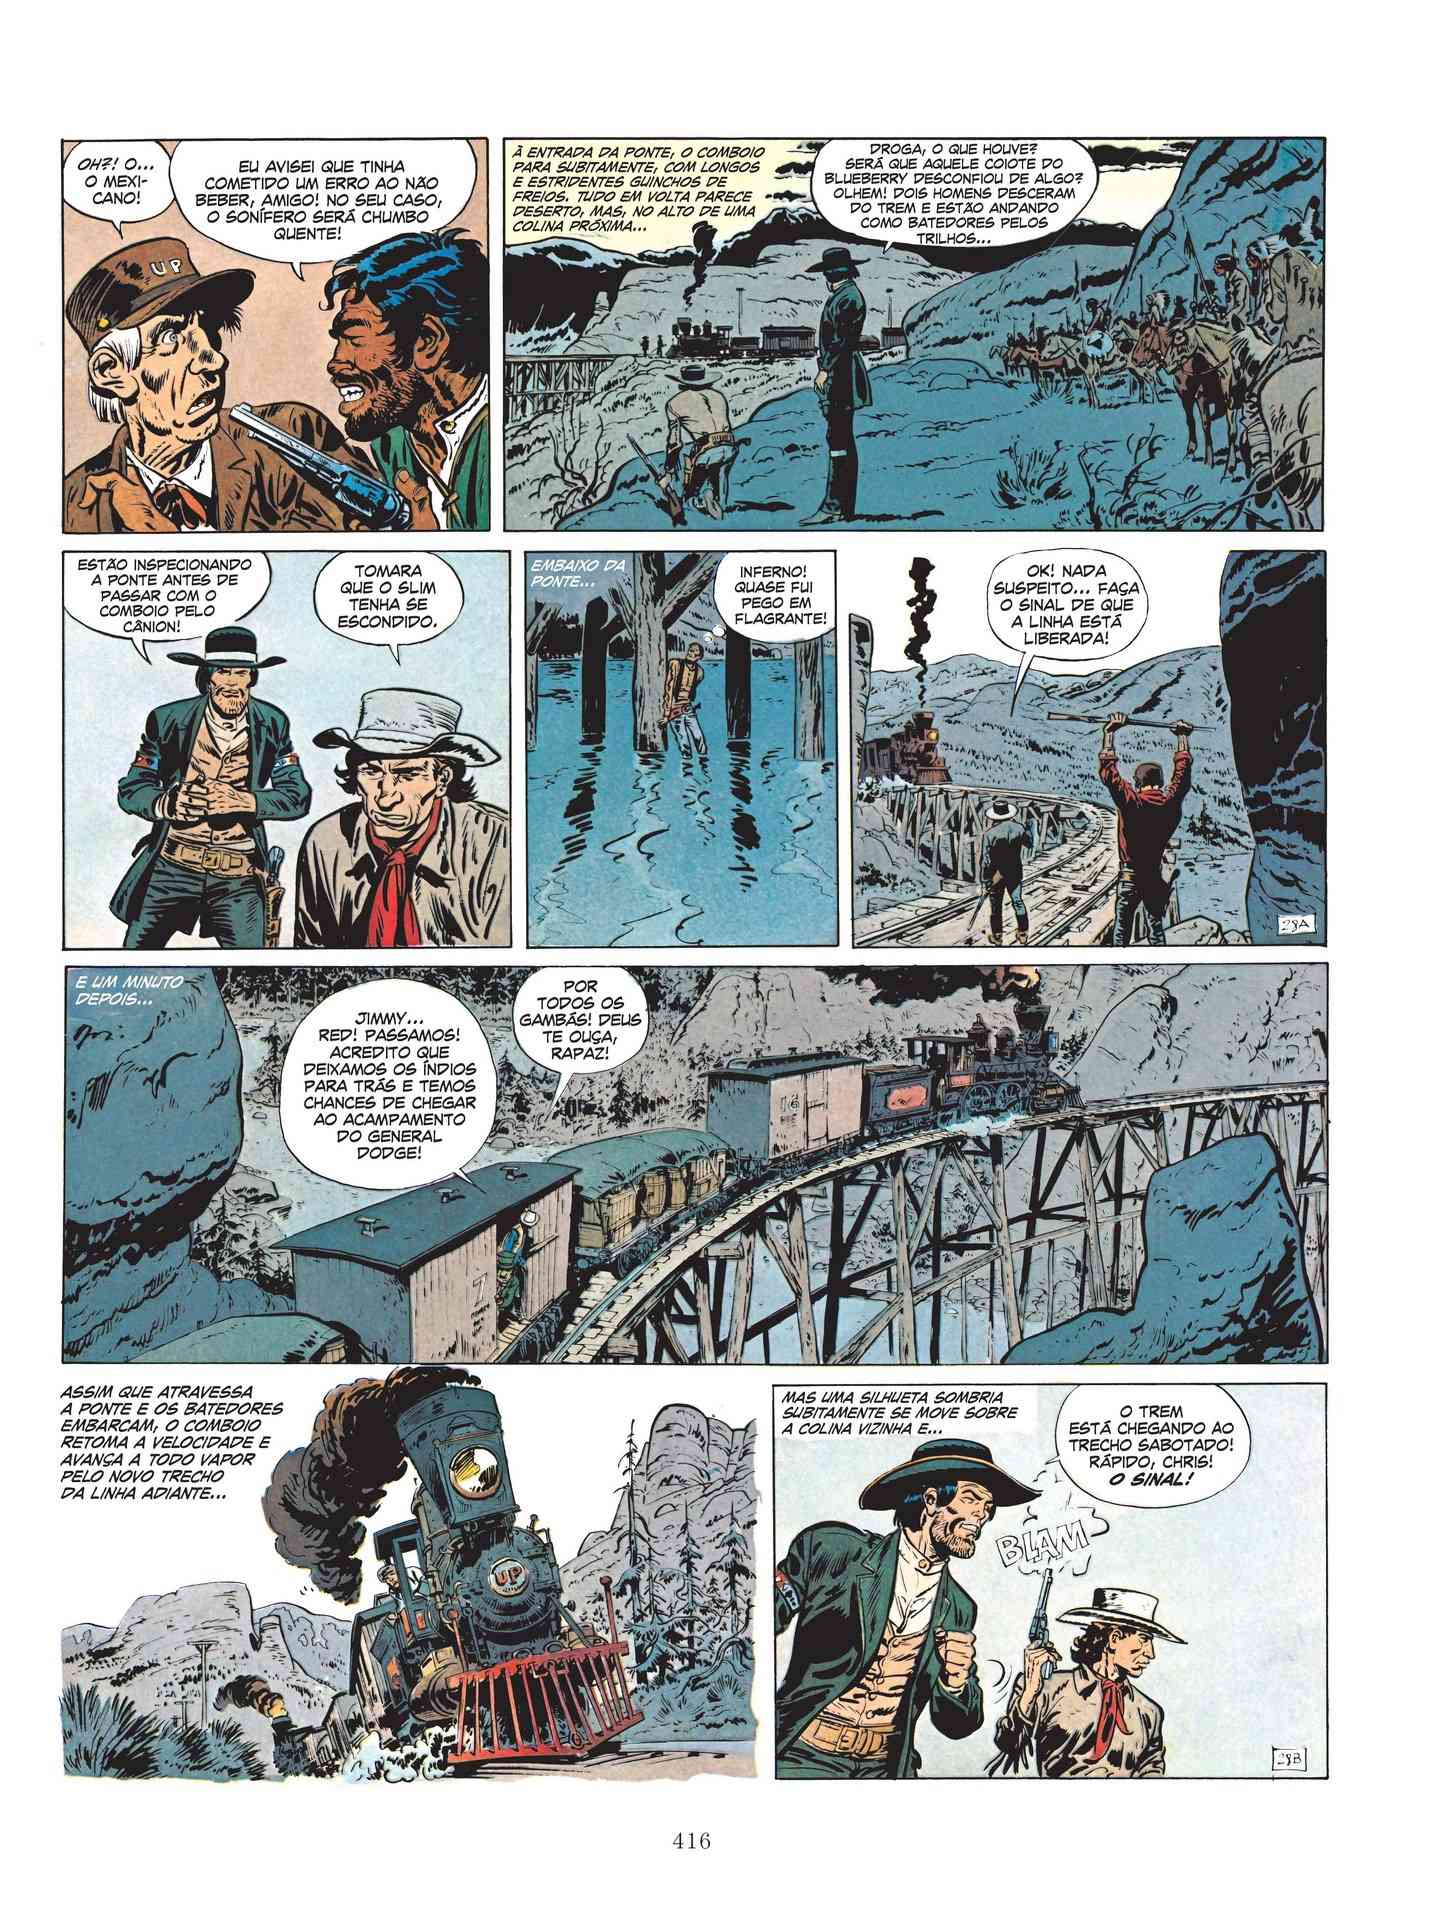 OH?! O...
O MEXI-
CANO!
EU AVISEI QUE TINHA
COMETIDO UM ERRO AO NÃO
BEBER, AMIGO! NO SEU CASO,
O SONÍFERO SERÁ CHUMBO
QUENTE!
UP
À ENTRADA DA PONTE, O COMBOIO
PARA SUBITAMENTE, COM LONGOS
E ESTRIDENTES GUINCHOS DE
FREIOS. TUDO EM VOLTA PARECE
DESERTO, MAS, NO ALTO DE UMA
COLINA PRÓXIMA...
DROGA, O QUE HOUVE?
SERÁ QUE AQUELE COIOTE DO
BLUEBERRY DESCONFIOU DE ALGO?
OLHEM! DOIS HOMENS DESCERAM
DO TREM E ESTÃO ANDANDO
COMO BATEDORES PELOS
TRILHOS...
ESTÃO INSPECIONANDO
A PONTE ANTES DE
PASSAR COM O
COMBOIO PELO
CÂNION!
TOMARA
QUE O SLIM
TENHA SE
ESCONDIDO.
EMBAIXO DA
PONTE...
INFERNO!
QUASE FUI
PEGO EM
FLAGRANTE!
OK! NADA
SUSPEITO... FAÇA
O SINAL DE QUE
A LINHA ESTÁ
LIBERADA!
28A
E UM MINUTO
DEPOIS...
JIMMY...
RED! PASSAMOS!
ACREDITO QUE
DEIXAMOS OS ÍNDIOS
PARA TRÁS E TEMOS
CHANCES DE CHEGAR
AO ACAMPAMENTO
DO GENERAL
DODGE!
POR
TODOS OS
GAMBÁS! DEUS
TE OUÇA,
RAPAZ!
16
7
ASSIM QUE ATRAVESSA
A PONTE E OS BATEDORES
EMBARCAM, O COMBOIO
RETOMA A VELOCIDADE E
AVANÇA A TODO VAPOR
PELO NOVO TRECHO
DA LINHA ADIANTE...
UP
MAS UMA SILHUETA SOMBRIA
SUBITAMENTE SE MOVE SOBRE
A COLINA VIZINHA E...
O TREM
ESTÁ CHEGANDO AO
TRECHO SABOTADO!
RÁPIDO, CHRIS!
O SINAL!
BLAM
28B
416